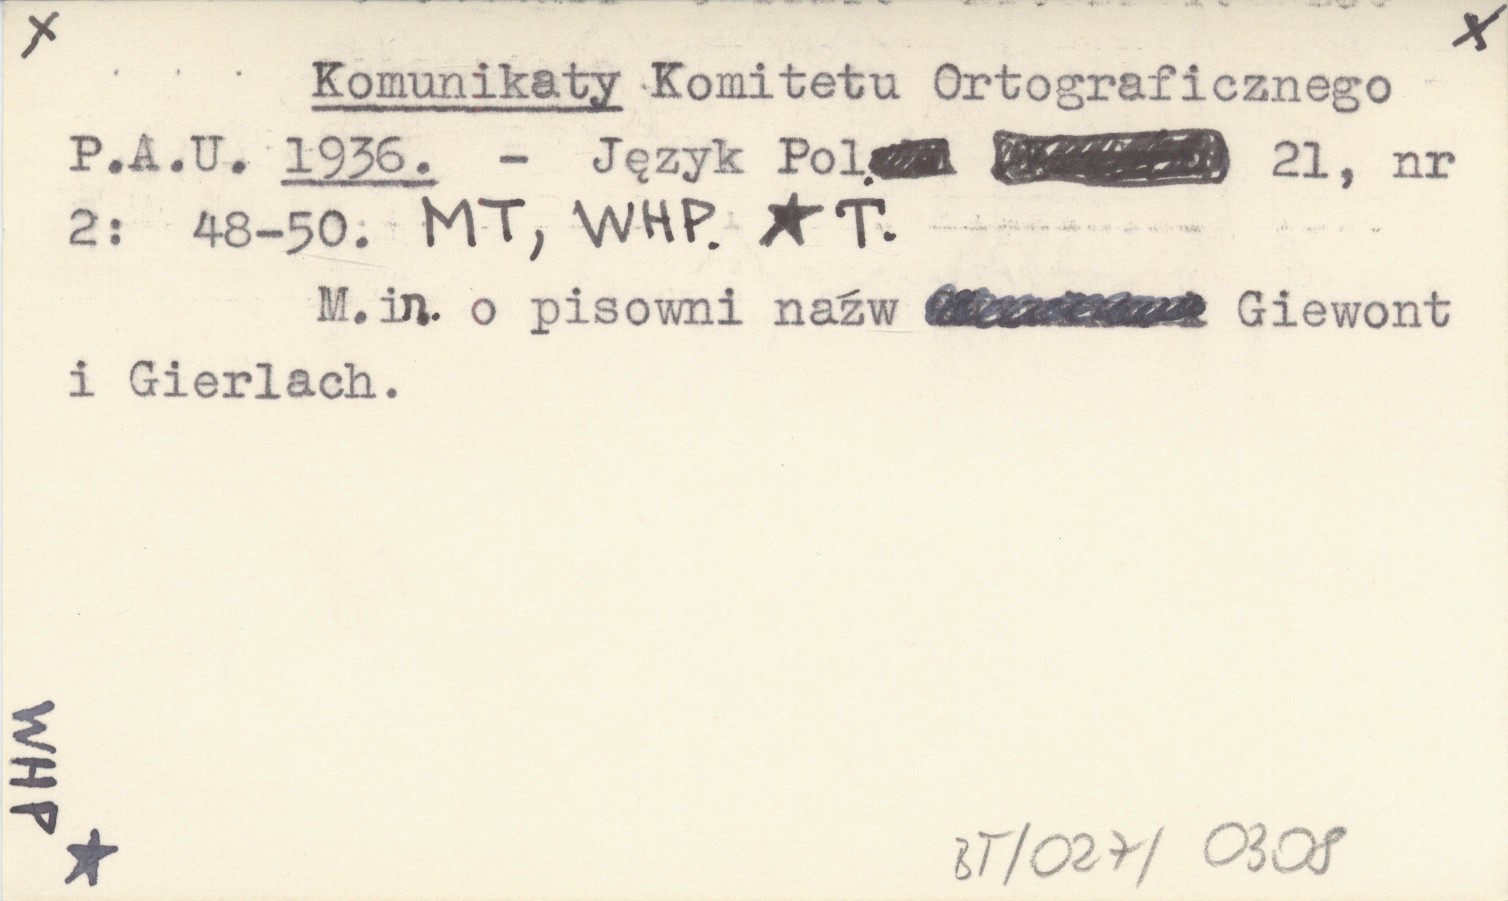 Komunikaty Komitetu Ortograficznego
P.A.U. 1936. - Język Pol. 21, nr
2: 48-50. MT, WHP. ★ T.
M.in. o pisowni naźw Giewont
i Gierlach.
WHP ★
BT/027/ 0308